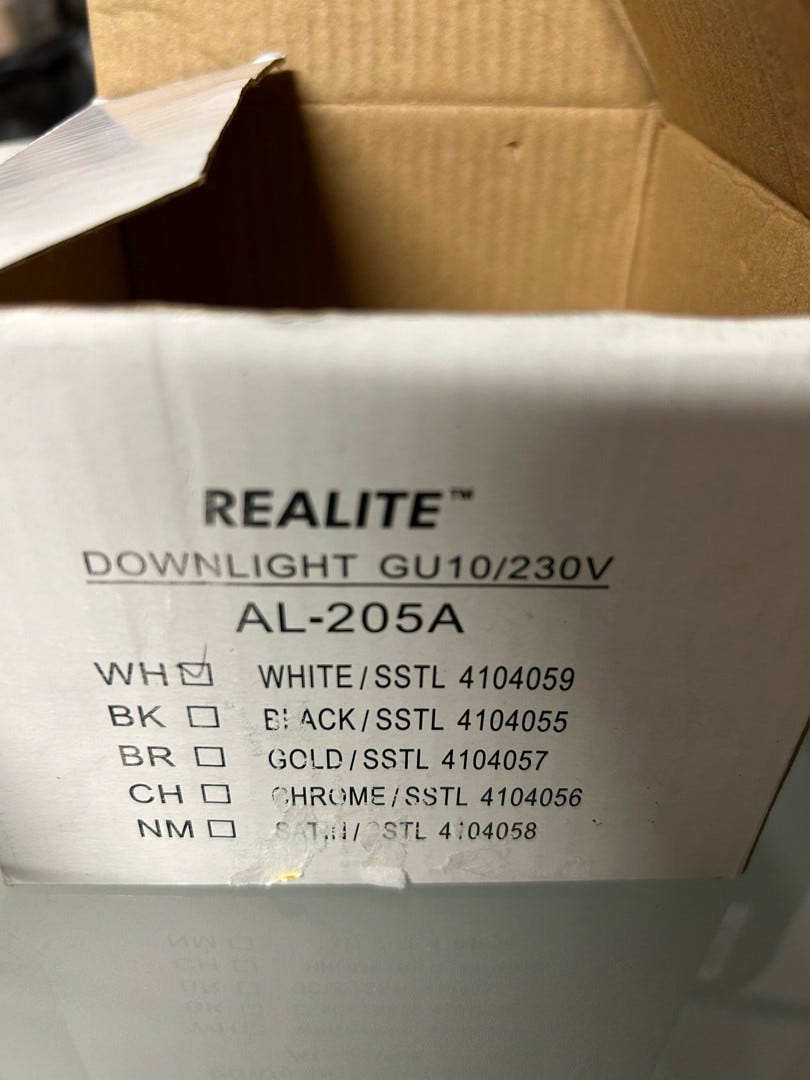 REALITE™
DOWNLIGHT GU10/230V
AL-205A
WH ☑ WHITE/SSTL 4104059
BK ☐ BLACK/SSTL 4104055
BR ☐ GOLD/SSTL 4104057
CH ☐ CHROME/SSTL 4104056
NM ☐ SATIN/SSTL 4104058